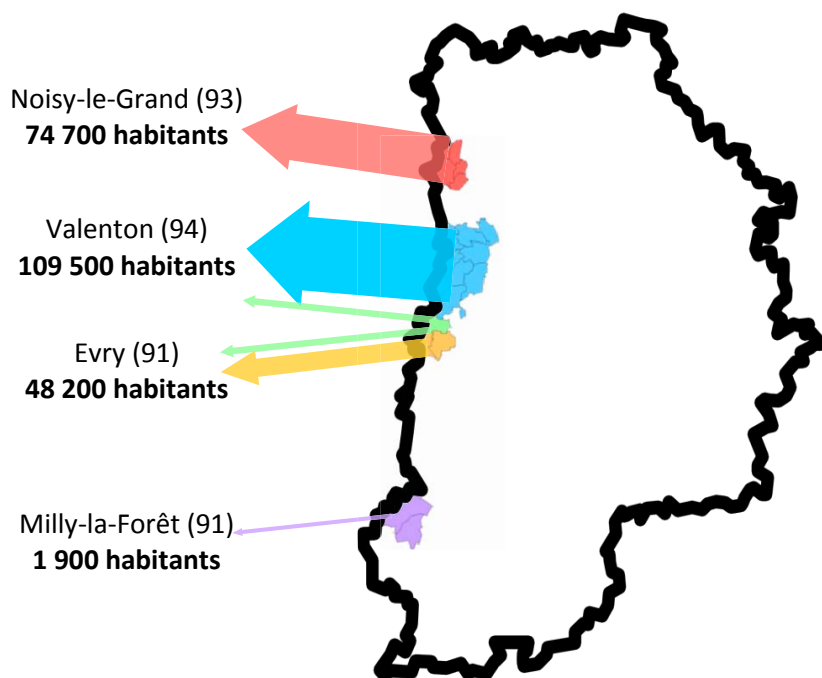 Noisy-le-Grand (93)
74 700 habitants
Valenton (94)
109 500 habitants
Evry (91)
48 200 habitants
Milly-la-Forêt (91)
1 900 habitants